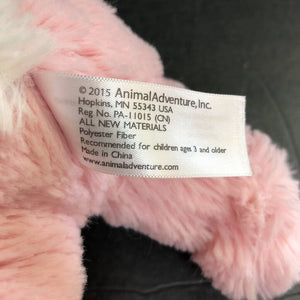 © 2015 AnimalAdventure, Inc.
Hopkins, MN 55343 USA
Reg. No. PA-11015 (CN)
ALL NEW MATERIALS
Polyester Fiber
Recommended for children ages 3 and older
Made in China
www.animaladventure.com